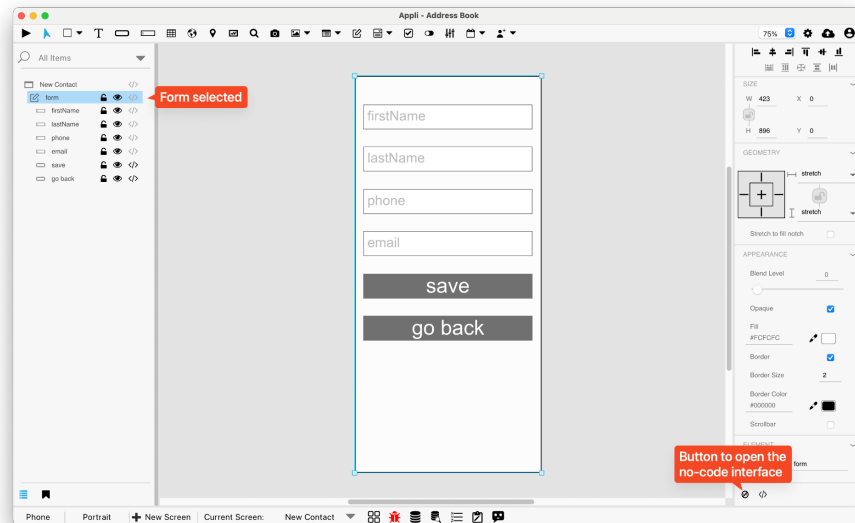 Appli - Address Book
T
75%
All Items
New Contact
form
firstName
lastName
phone
email
save
go back
Form selected
firstName
lastName
phone
email
save
go back
SIZE
W 423 X 0
H 896 Y 0
GEOMETRY
stretch
stretch
Stretch to fill notch
APPEARANCE
Blend Level 0
Opaque
Fill
#FCFCFC
Border
Border Size 2
Border Color
#000000
Scrollbar
ELEMENT
form
Button to open the
no-code interface
Phone Portrait New Screen Current Screen: New Contact